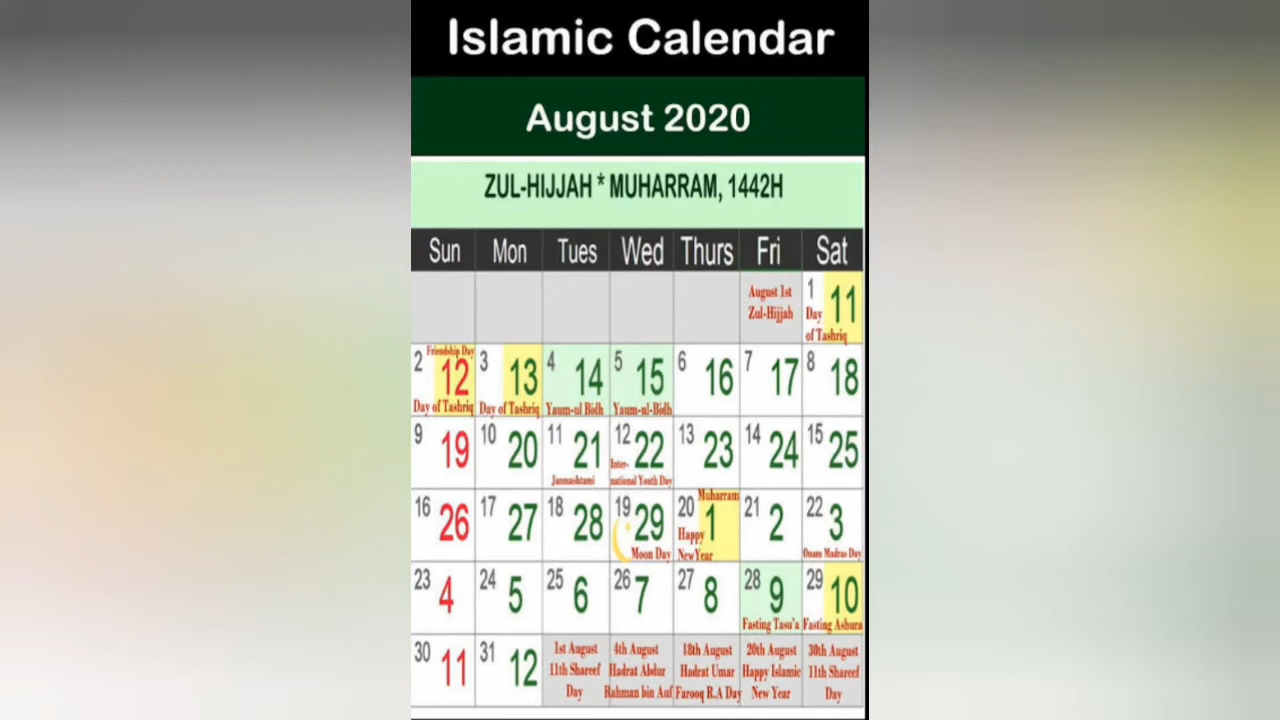 Islamic Calendar
August 2020
ZUL-HIJJAH * MUHARRAM, 1442H
Sun Mon Tues Wed Thurs Fri Sat
August 1st
Zul-Hijjah
1 11
Day
of Tashriq
Friendship Day
2 12
Day of Tashriq
3 13
Day of Tashriq
4 14
Yaum-ul Bidh
5 15
Yaum-ul-Bidh
6 16
7 17
8 18
9 19
10 20
11 21
Janmashtami
12 22
Inter-
national Youth Day
13 23
14 24
15 25
16 26
17 27
18 28
19 29
Moon Day
Muharram
20 1
Happy
NewYear
21 2
22 3
Onam Madras Day
23 4
24 5
25 6
26 7
27 8
28 9
Fasting Tasu'a
29 10
Fasting Ashura
30 11
31 12
1st August
11th Shareef
Day
4th August
Hadrat Abdur
Rahman bin Auf
18th August
Hadrat Umar
Farooq R.A Day
20th August
Happy Islamic
New Year
30th August
11th Shareef
Day